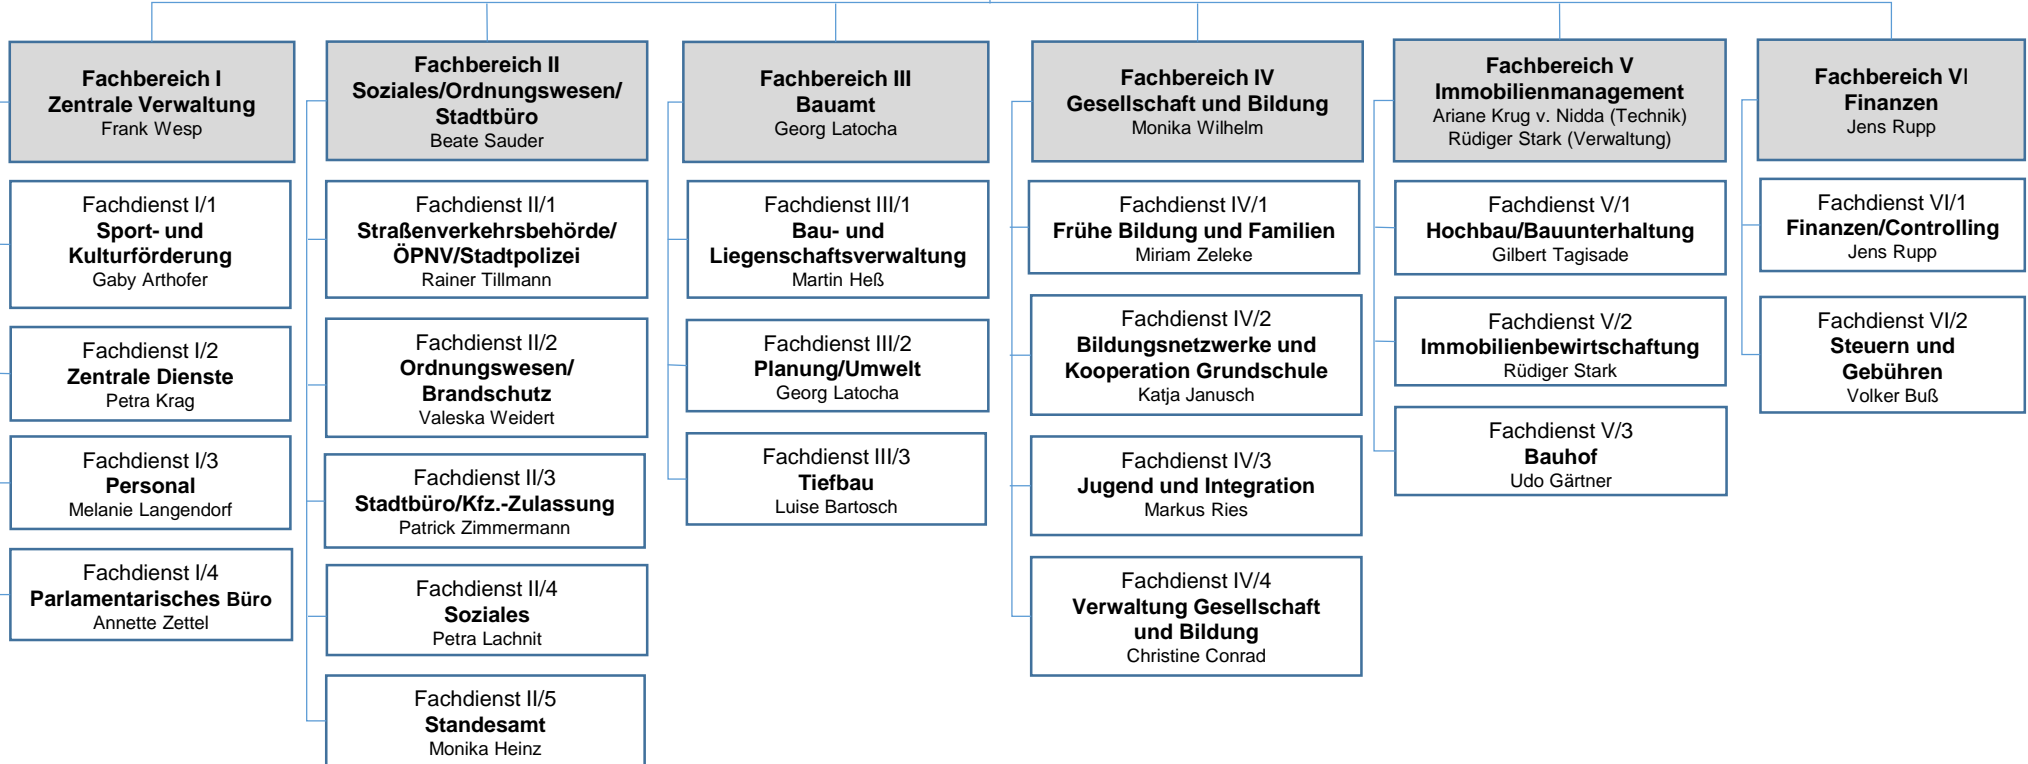 Fachbereich I
Zentrale Verwaltung
Frank Wesp
Fachdienst I/1
Sport- und
Kulturförderung
Gaby Arthofer
Fachdienst I/2
Zentrale Dienste
Petra Krag
Fachdienst I/3
Personal
Melanie Langendorf
Fachdienst I/4
Parlamentarisches Büro
Annette Zettel
Fachbereich II
Soziales/Ordnungswesen/
Stadtbüro
Beate Sauder
Fachdienst II/1
Straßenverkehrsbehörde/
ÖPNV/Stadtpolizei
Rainer Tillmann
Fachdienst II/2
Ordnungswesen/
Brandschutz
Valeska Weidert
Fachdienst II/3
Stadtbüro/Kfz.-Zulassung
Patrick Zimmermann
Fachdienst II/4
Soziales
Petra Lachnit
Fachdienst II/5
Standesamt
Monika Heinz
Fachbereich III
Bauamt
Georg Latocha
Fachdienst III/1
Bau- und
Liegenschaftsverwaltung
Martin Heß
Fachdienst III/2
Planung/Umwelt
Georg Latocha
Fachdienst III/3
Tiefbau
Luise Bartosch
Fachbereich IV
Gesellschaft und Bildung
Monika Wilhelm
Fachdienst IV/1
Frühe Bildung und Familien
Miriam Zeleke
Fachdienst IV/2
Bildungsnetzwerke und
Kooperation Grundschule
Katja Janusch
Fachdienst IV/3
Jugend und Integration
Markus Ries
Fachdienst IV/4
Verwaltung Gesellschaft
und Bildung
Christine Conrad
Fachbereich V
Immobilienmanagement
Ariane Krug v. Nidda (Technik)
Rüdiger Stark (Verwaltung)
Fachdienst V/1
Hochbau/Bauunterhaltung
Gilbert Tagisade
Fachdienst V/2
Immobilienbewirtschaftung
Rüdiger Stark
Fachdienst V/3
Bauhof
Udo Gärtner
Fachbereich VI
Finanzen
Jens Rupp
Fachdienst VI/1
Finanzen/Controlling
Jens Rupp
Fachdienst VI/2
Steuern und
Gebühren
Volker Buß